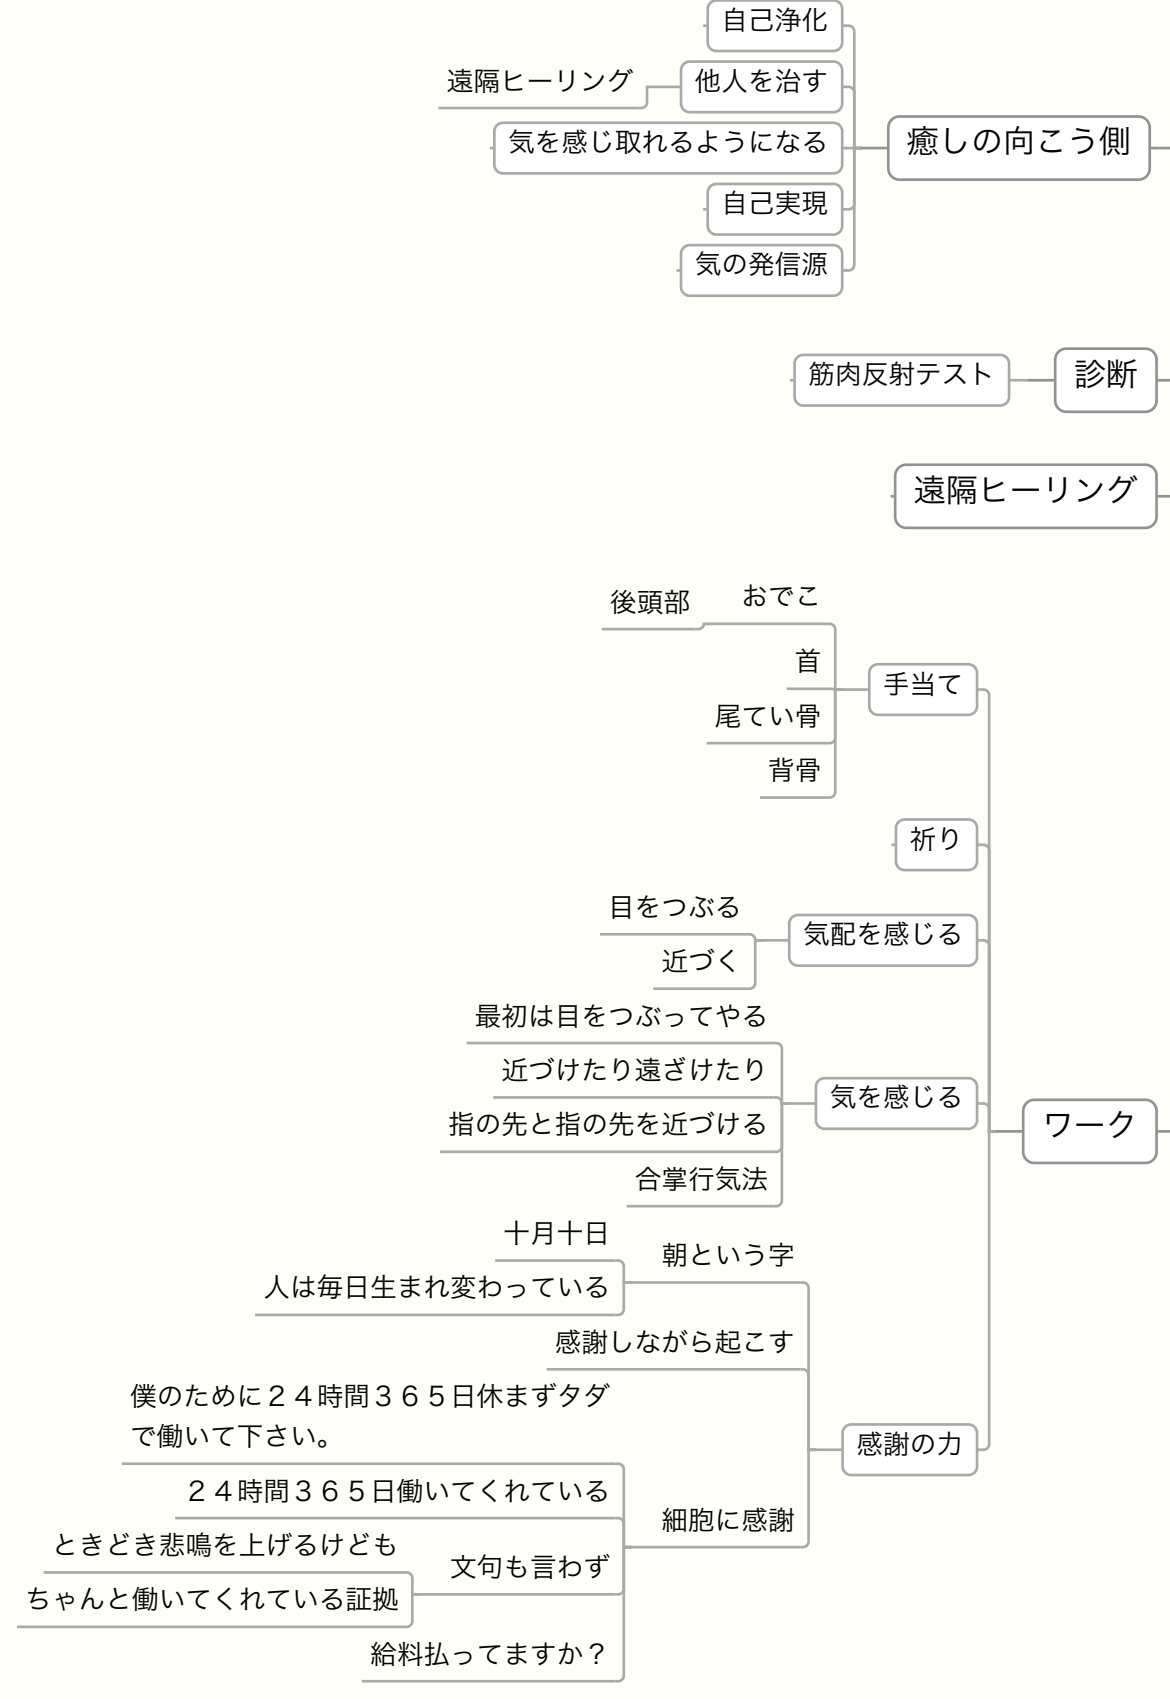 自己浄化
遠隔ヒーリング
他人を治す
気を感じ取れるようになる
癒しの向こう側
自己実現
気の発信源
筋肉反射テスト
診断
遠隔ヒーリング
後頭部
おでこ
首
手当て
尾てい骨
背骨
祈り
目をつぶる
気配を感じる
近づく
最初は目をつぶってやる
近づけたり遠ざけたり
気を感じる
指の先と指の先を近づける
ワーク
合掌行気法
十月十日
朝という字
人は毎日生まれ変わっている
感謝しながら起こす
僕のために２４時間３６５日休まずタダ
で働いて下さい。
感謝の力
２４時間３６５日働いてくれている
細胞に感謝
ときどき悲鳴を上げるけども
文句も言わず
ちゃんと働いてくれている証拠
給料払ってますか？